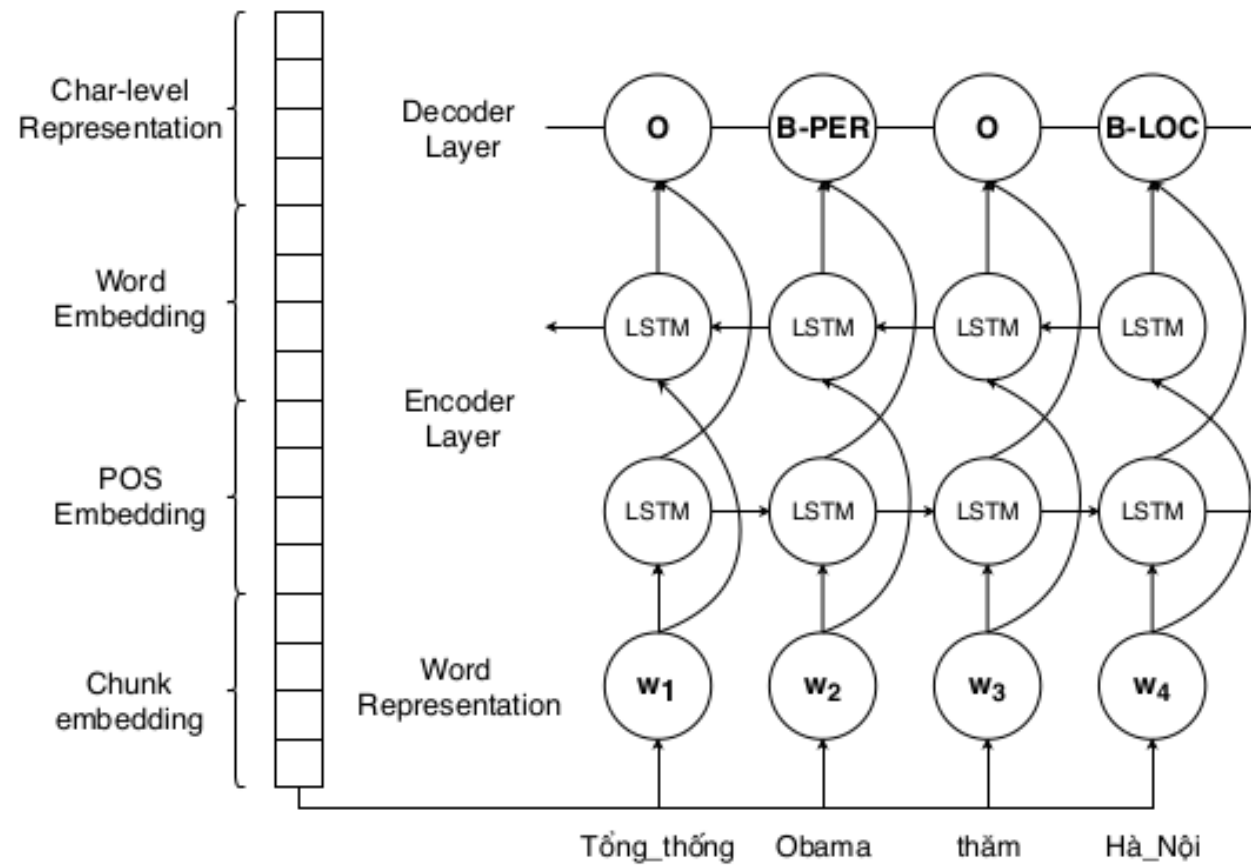 Char-level
Representation
Word
Embedding
POS
Embedding
Chunk
embedding
Decoder
Layer
O
B-PER
O
B-LOC
LSTM
LSTM
LSTM
LSTM
Encoder
Layer
LSTM
LSTM
LSTM
LSTM
Word
Representation
w1
w2
w3
w4
Tổng_thống
Obama
thăm
Hà_Nội